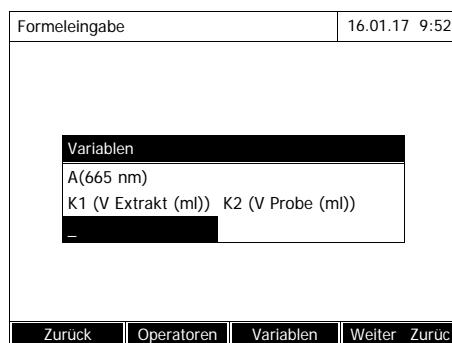 Formeleingabe 16.01.17 9:52
Variablen
A(665 nm)
K1 (V Extrakt (ml)) K2 (V Probe (ml))
_
Zurück Operatoren Variablen Weiter Zurüc